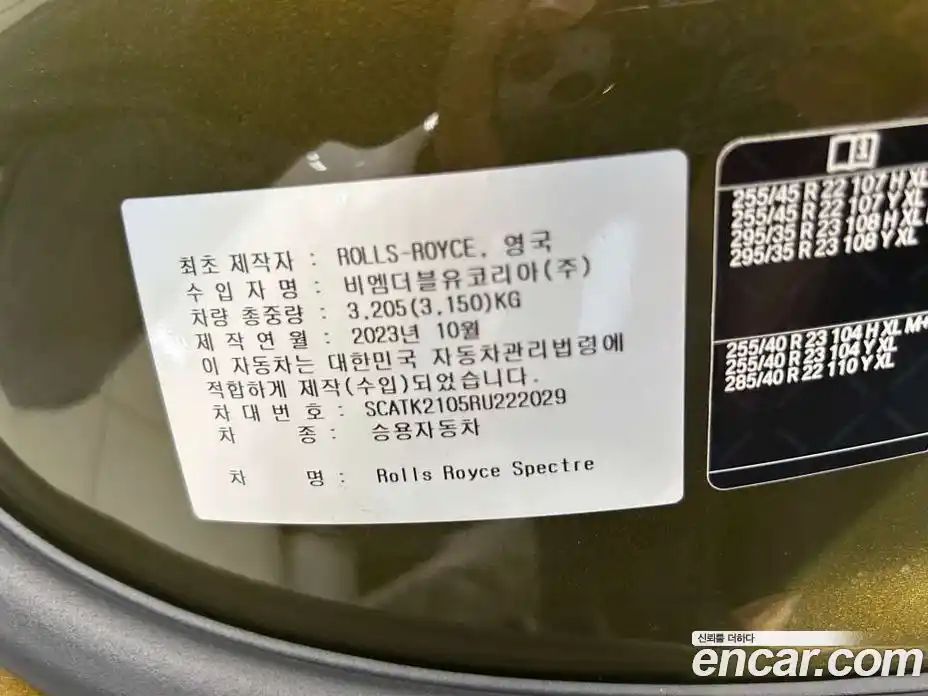 최초 제작자 : ROLLS-ROYCE, 영국
수 입 자 명 : 비엠더블유코리아(주)
차량 총중량 : 3,205(3,150)KG
제 작 연 월 : 2023년 10월
이 자동차는 대한민국 자동차관리법령에
적합하게 제작(수입)되었습니다.
차 대 번 호 : SCATK2105RU222029
차 종 : 승용자동차
차 명 : Rolls Royce Spectre
1
255/45 R 22 107 H XL
255/45 R 22 107 Y XL
295/35 R 23 108 H XL
295/35 R 23 108 Y XL
255/40 R 23 104 H XL M+
255/40 R 23 104 Y XL
285/40 R 22 110 Y XL
신뢰를 더하다
encar.com